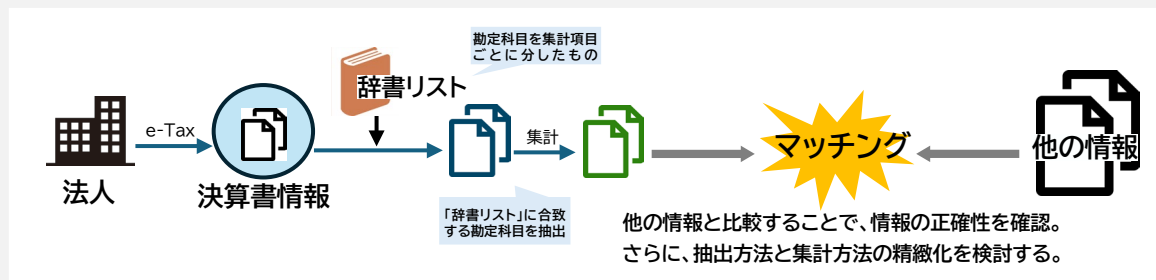 勘定科目を集計項目
ごとに分したもの
辞書リスト
e-Tax
集計
マッチング
他の情報
法人
決算書情報
「辞書リスト」に合致
する勘定科目を抽出
他の情報と比較することで、情報の正確性を確認。
さらに、抽出方法と集計方法の精緻化を検討する。